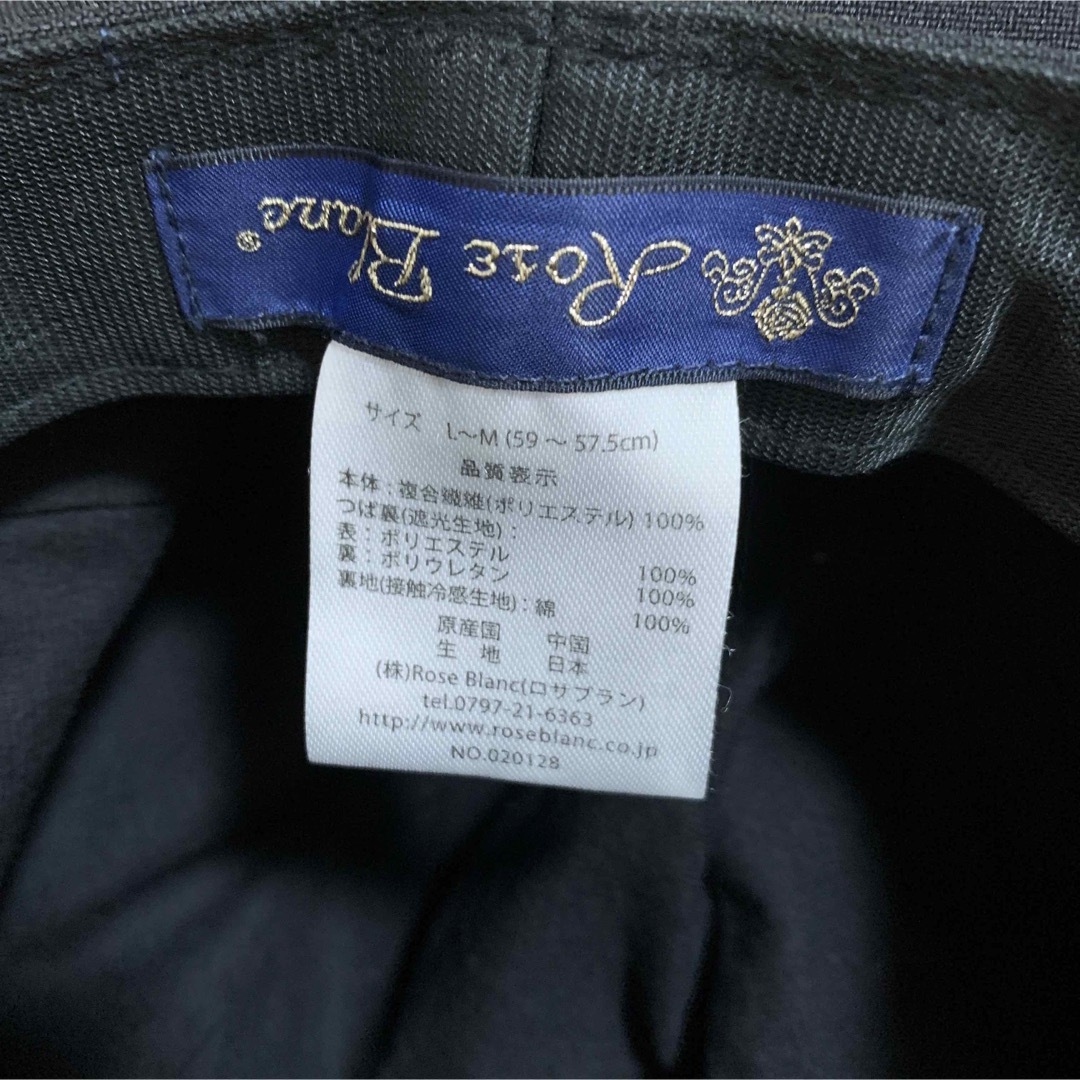 Rose Blanc®
サイズ L～M (59 ～ 57.5cm)
品質表示
本体：複合繊維(ポリエステル) 100%
つば裏(遮光生地)：
表：ポリエステル 100%
裏：ポリウレタン 100%
裏地(接触冷感生地)：綿 100%
原産国 中国
生地 日本
(株)Rose Blanc(ロサブラン)
tel.0797-21-6363
http://www.roseblanc.co.jp
NO.020128